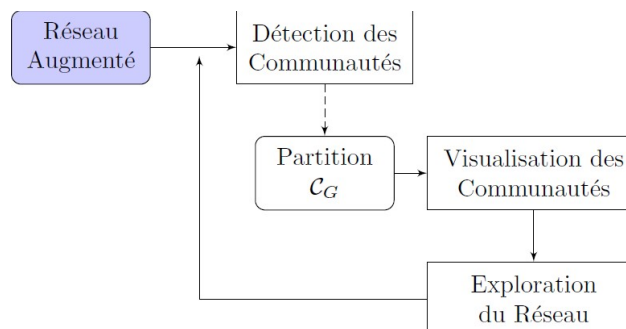 Réseau
Augmenté
Détection des
Communautés
Partition
𝒞_G
Visualisation des
Communautés
Exploration
du Réseau